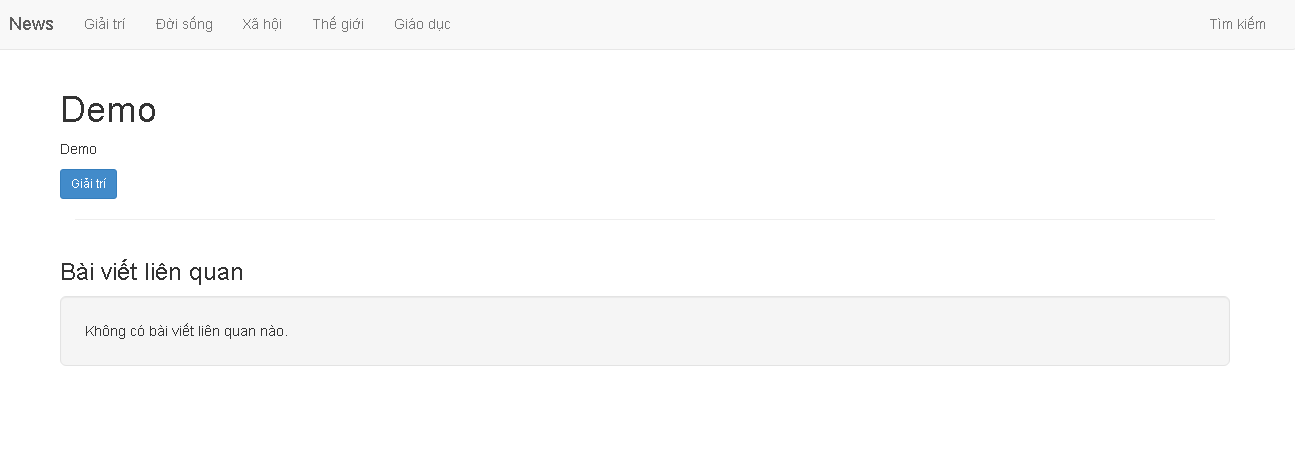 News Giải trí Đời sống Xã hội Thế giới Giáo dục Tìm kiếm
Demo
Demo
Giải trí
Bài viết liên quan
Không có bài viết liên quan nào.